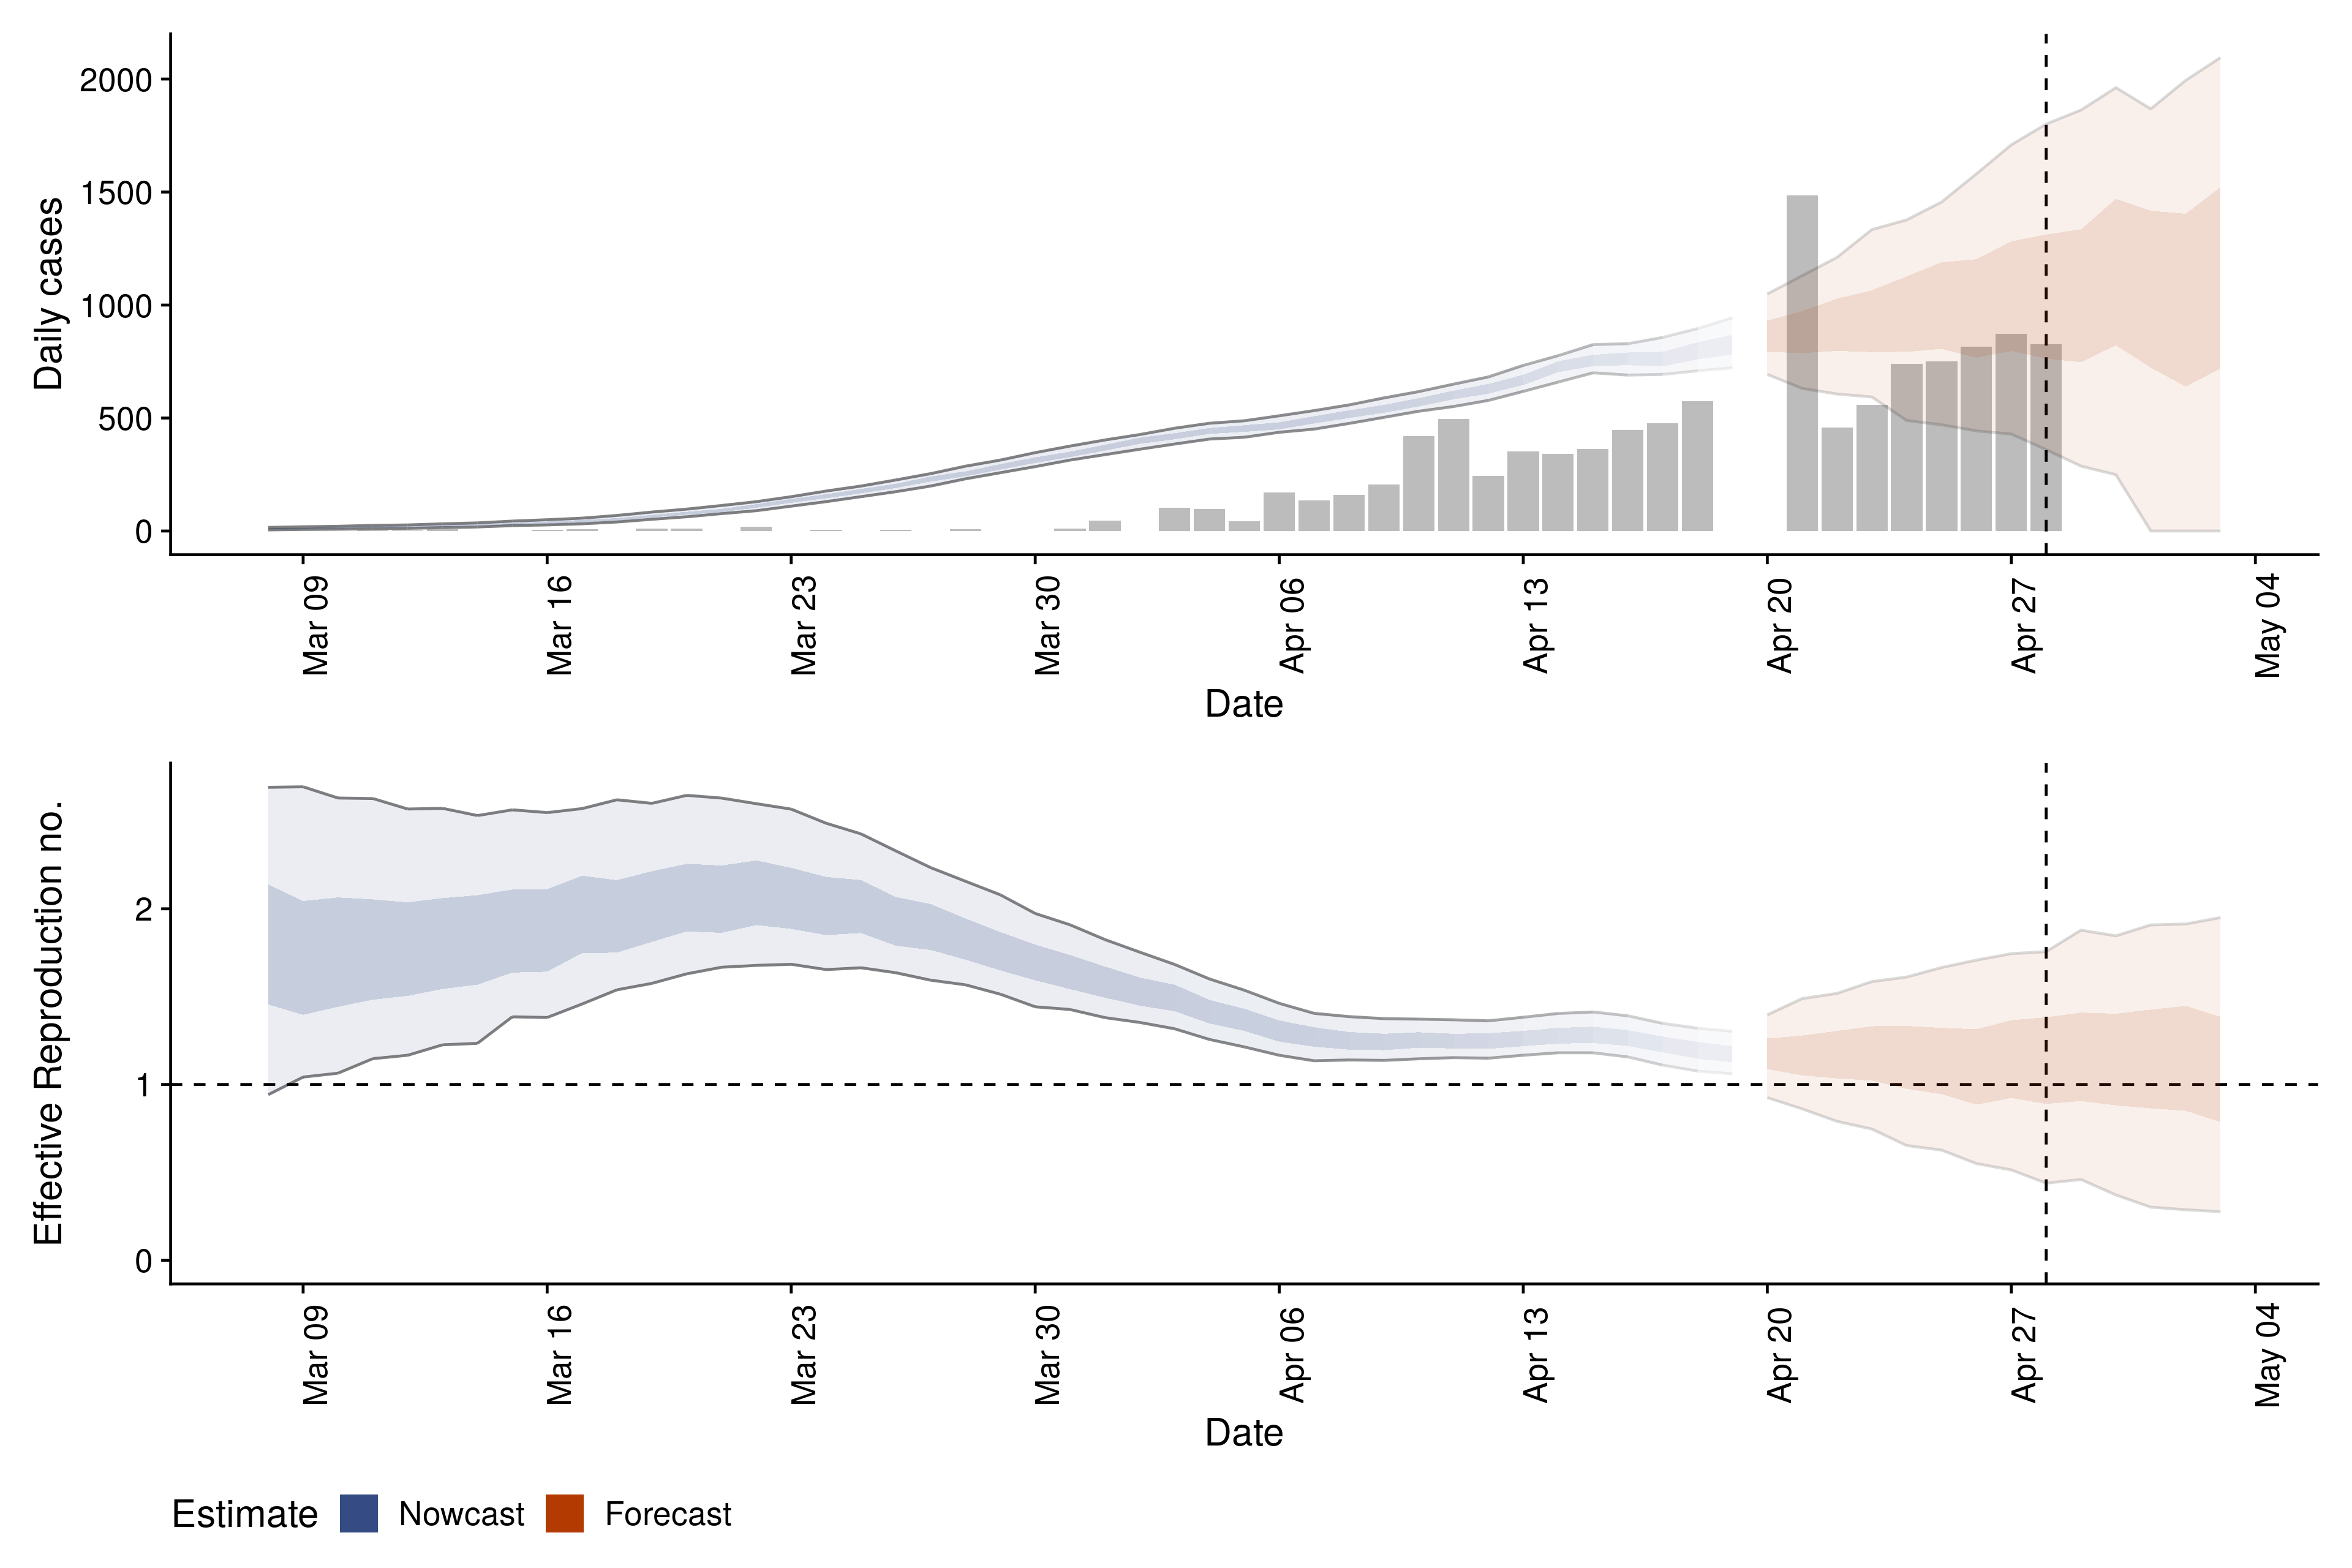 Daily cases
2000
1500
1000
500
0
Mar 09
Mar 16
Mar 23
Mar 30
Apr 06
Apr 13
Apr 20
Apr 27
May 04
Date
Effective Reproduction no.
2
1
0
Mar 09
Mar 16
Mar 23
Mar 30
Apr 06
Apr 13
Apr 20
Apr 27
May 04
Date
Estimate Nowcast Forecast